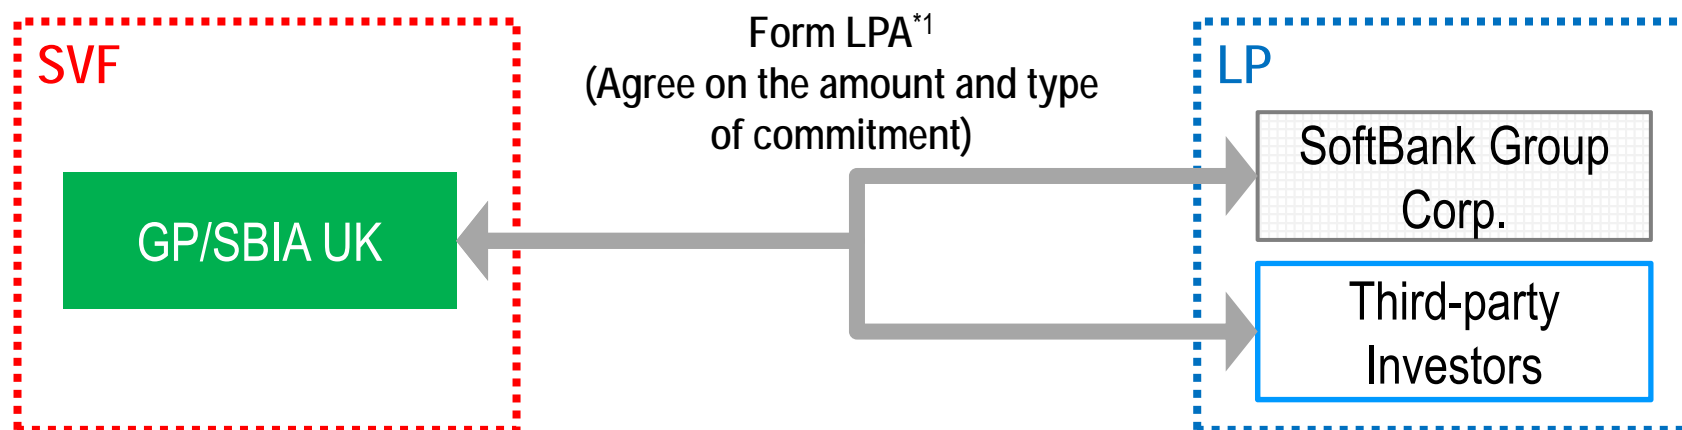 SVF
Form LPA*1
(Agree on the amount and type
of commitment)
LP
GP/SBIA UK
SoftBank Group
Corp.
Third-party
Investors